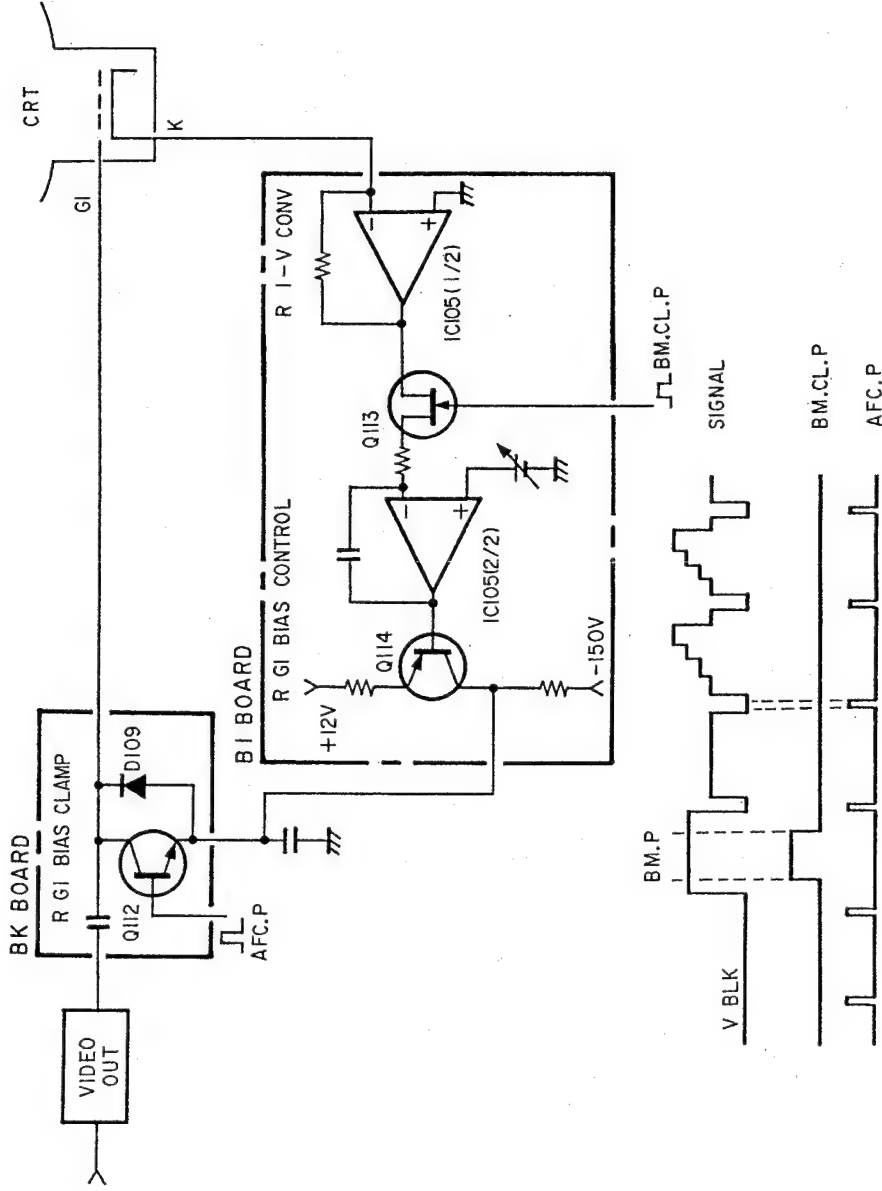 CRT
GI
K
BK BOARD
R GI BIAS CLAMP
D109
Q112
AFC.P
VIDEO
OUT
BI BOARD
R GI BIAS CONTROL
R I-V CONV
+12V
Q114
-150V
IC105(2/2)
Q113
IC105(1/2)
BM.CL.P
BM.P
V BLK
SIGNAL
BM.CL.P
AFC.P